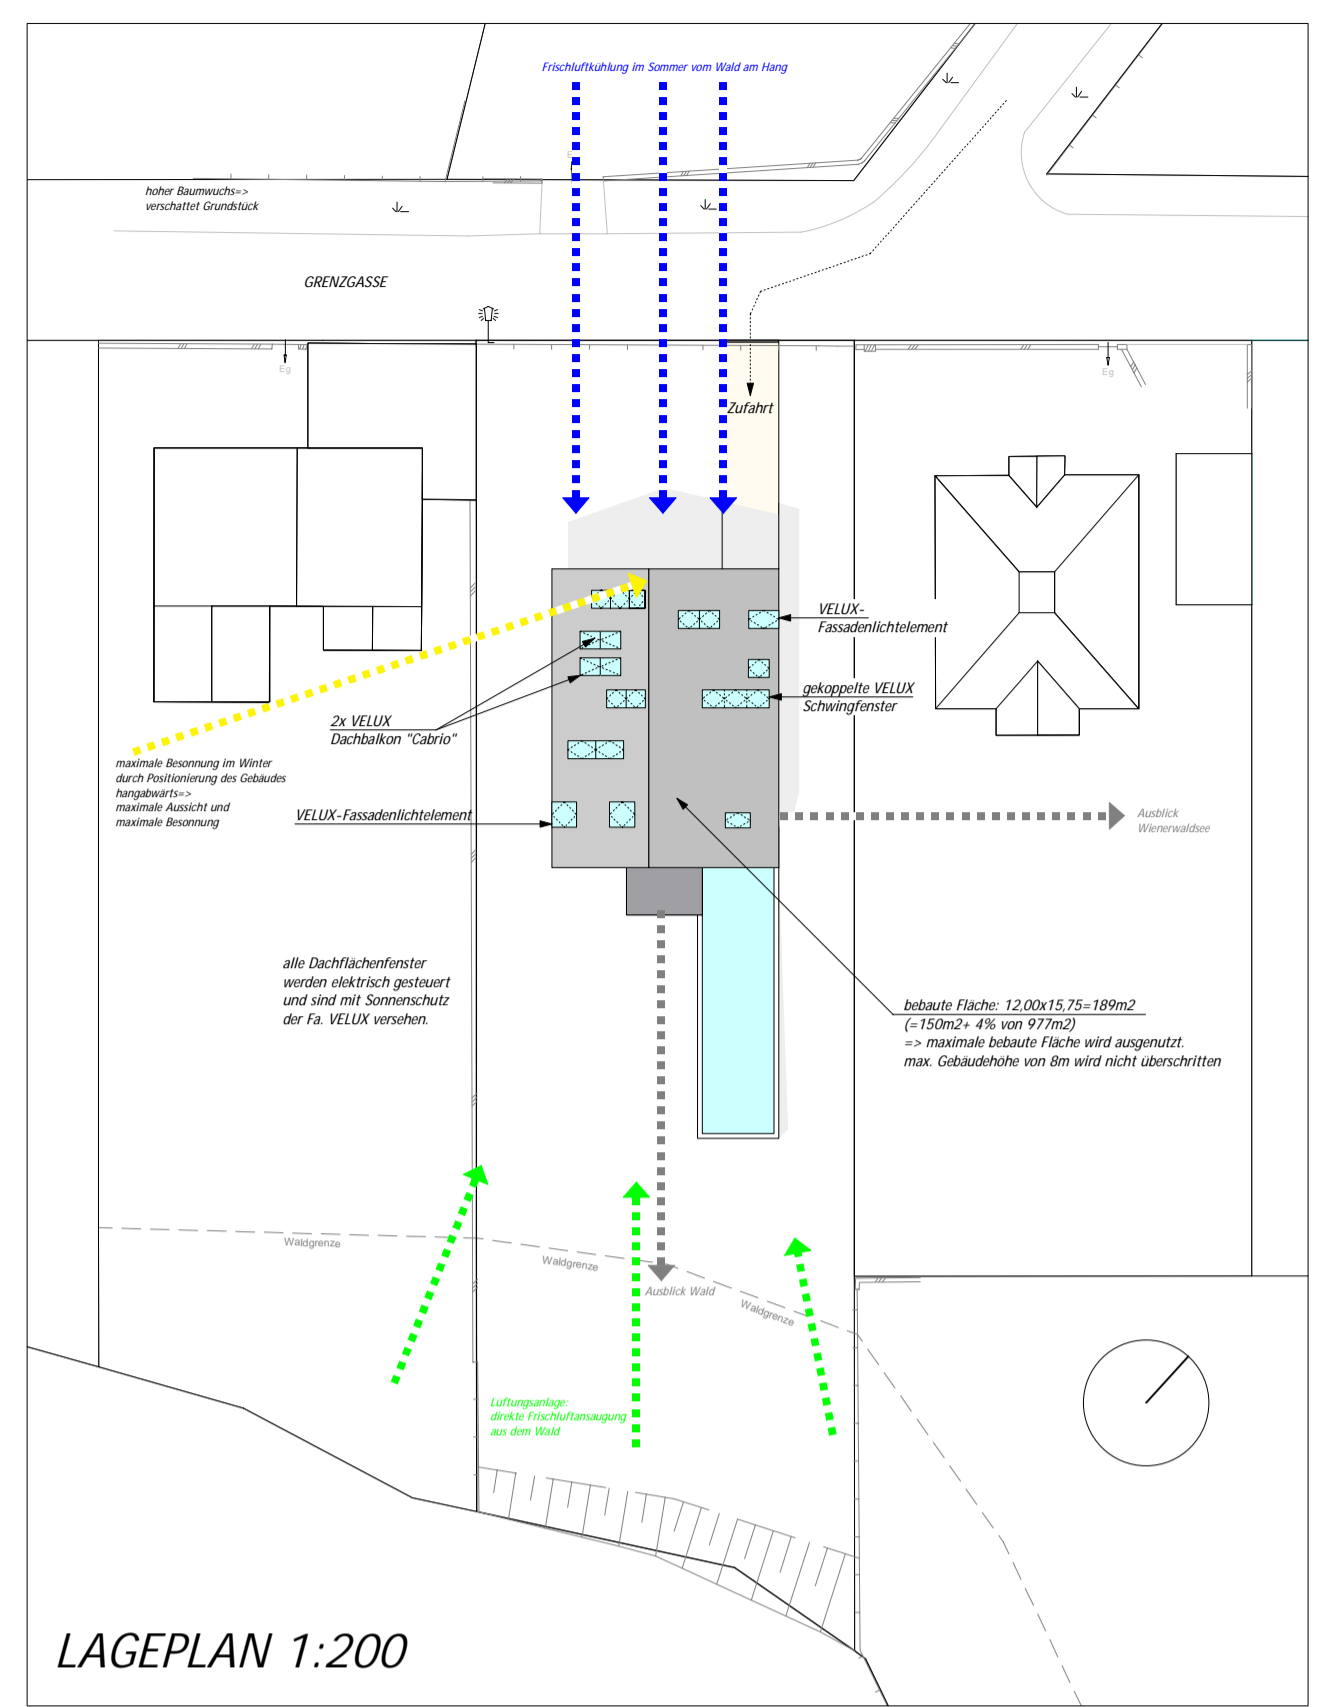 Frischluftkühlung im Sommer vom Wald am Hang
E
hoher Baumwuchs=>
verschattet Grundstück
GRENZGASSE
Eg
Eg
Zufahrt
VELUX-
Fassadenlichtelement
gekoppelte VELUX
Schwingfenster
2x VELUX
Dachbalkon "Cabrio"
maximale Besonnung im Winter
durch Positionierung des Gebäudes
hangabwärts=>
maximale Aussicht und
maximale Besonnung
VELUX-Fassadenlichtelement
Ausblick
Wienerwaldsee
alle Dachflächenfenster
werden elektrisch gesteuert
und sind mit Sonnenschutz
der Fa. VELUX versehen.
bebaute Fläche: 12,00x15,75=189m2
(=150m2+ 4% von 977m2)
=> maximale bebaute Fläche wird ausgenutzt.
max. Gebäudehöhe von 8m wird nicht überschritten
Waldgrenze
Waldgrenze
Ausblick Wald
Waldgrenze
Lüftungsanlage:
direkte Frischluftansaugung
aus dem Wald
LAGEPLAN 1:200